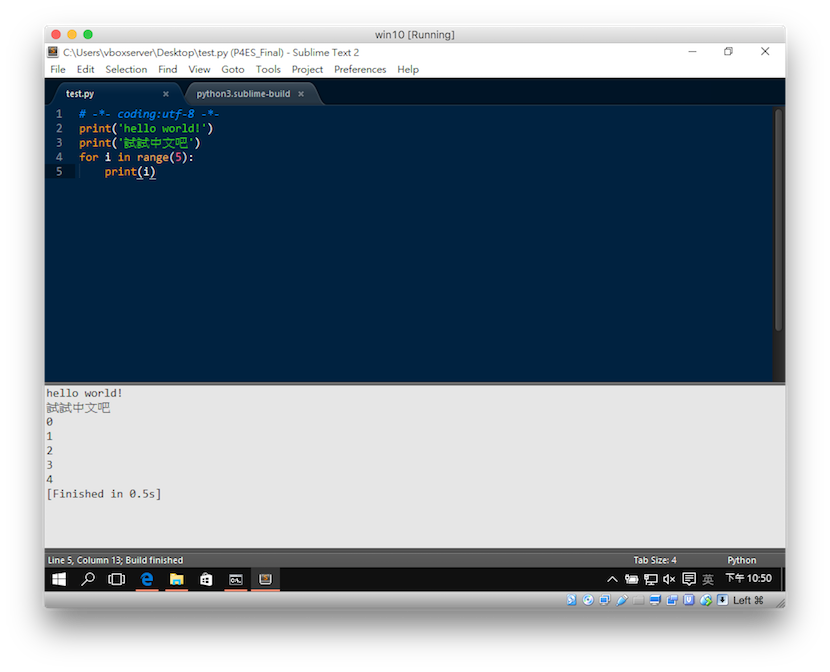 win10 [Running]
C:\Users\vboxserver\Desktop\test.py (P4ES_Final) - Sublime Text 2
File Edit Selection Find View Goto Tools Project Preferences Help
test.py × python3.sublime-build ×
1 # -*- coding:utf-8 -*-
2 print('hello world!')
3 print('試試中文吧')
4 for i in range(5):
5 print(i)
hello world!
試試中文吧
0
1
2
3
4
[Finished in 0.5s]
Line 5, Column 13; Build finished Tab Size: 4 Python
英 下午 10:50
Left ⌘